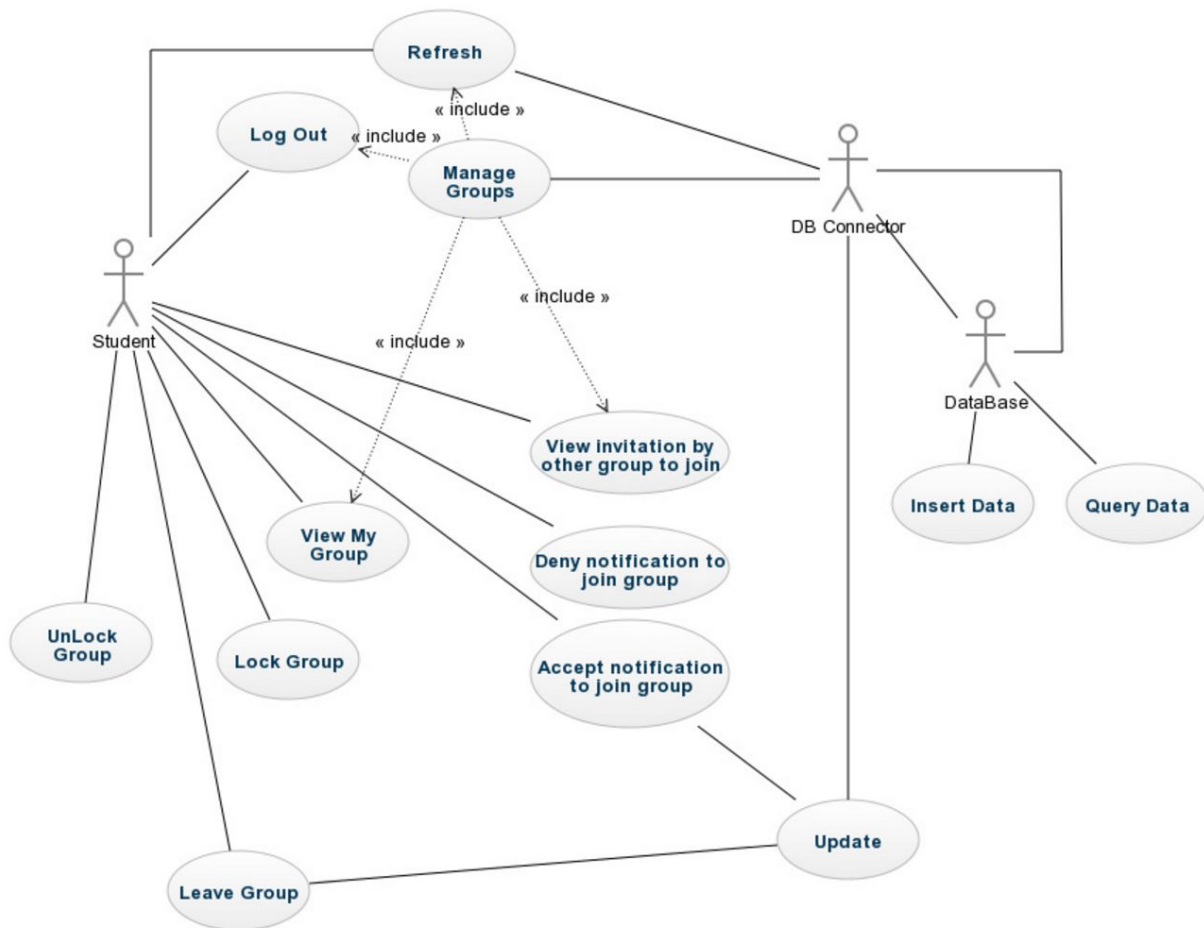 Refresh
« include »
Log Out
« include »
Manage
Groups
DB Connector
Student
« include »
« include »
DataBase
View invitation by
other group to join
Insert Data
Query Data
View My
Group
Deny notification to
join group
UnLock
Group
Lock Group
Accept notification
to join group
Update
Leave Group